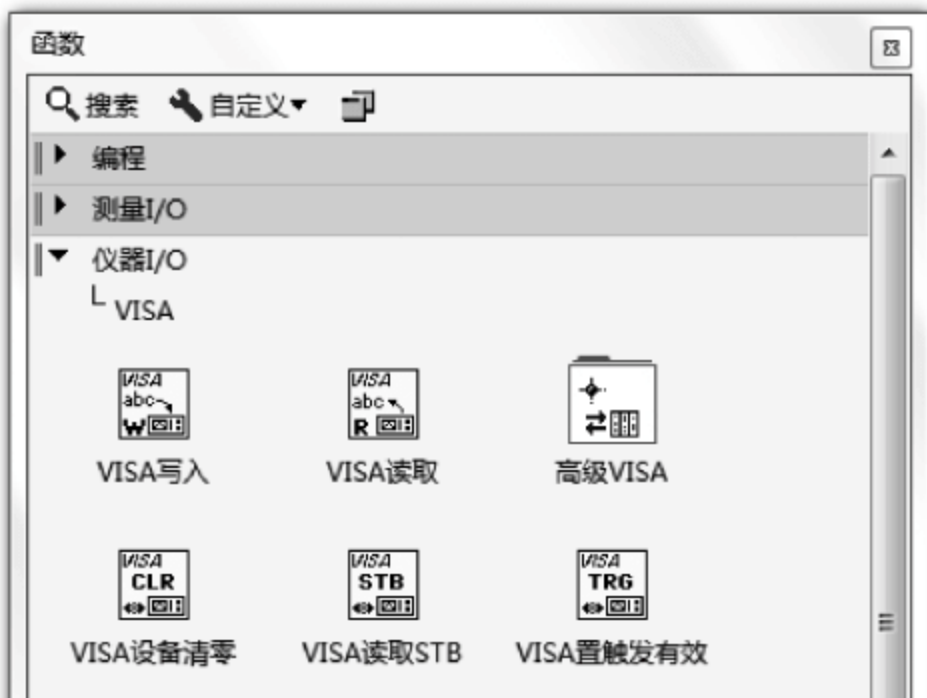 函数
搜索 自定义
编程
测量I/O
仪器I/O
VISA
VISA abc W VISA abc R
VISA写入 VISA读取 高级VISA
VISA CLR VISA STB VISA TRG
VISA设备清零 VISA读取STB VISA置触发有效